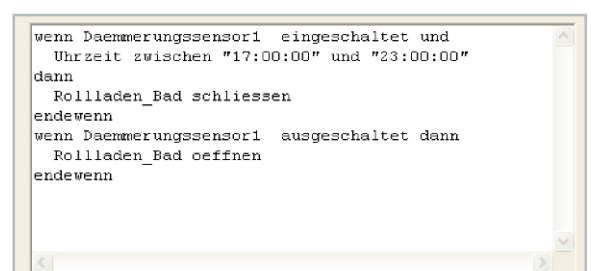 wenn Daemmerungssensor1  eingeschaltet und
  Uhrzeit zwischen "17:00:00" und "23:00:00"
dann
  Rollladen_Bad schliessen
endewenn
wenn Daemmerungssensor1  ausgeschaltet dann
  Rollladen_Bad oeffnen
endewenn